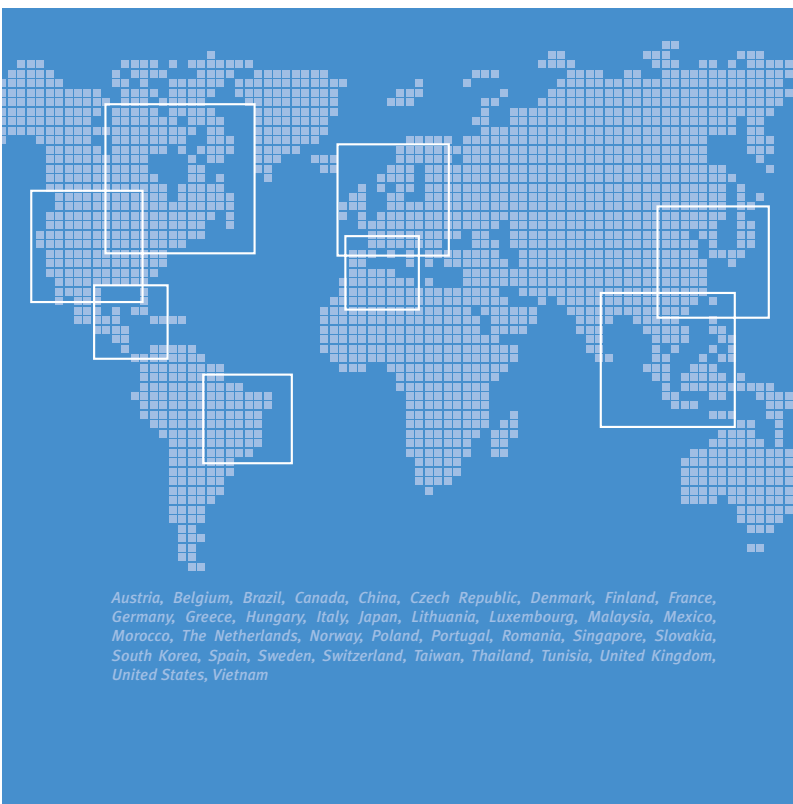 Austria, Belgium, Brazil, Canada, China, Czech Republic, Denmark, Finland, France,
Germany, Greece, Hungary, Italy, Japan, Lithuania, Luxembourg, Malaysia, Mexico,
Morocco, The Netherlands, Norway, Poland, Portugal, Romania, Singapore, Slovakia,
South Korea, Spain, Sweden, Switzerland, Taiwan, Thailand, Tunisia, United Kingdom,
United States, Vietnam